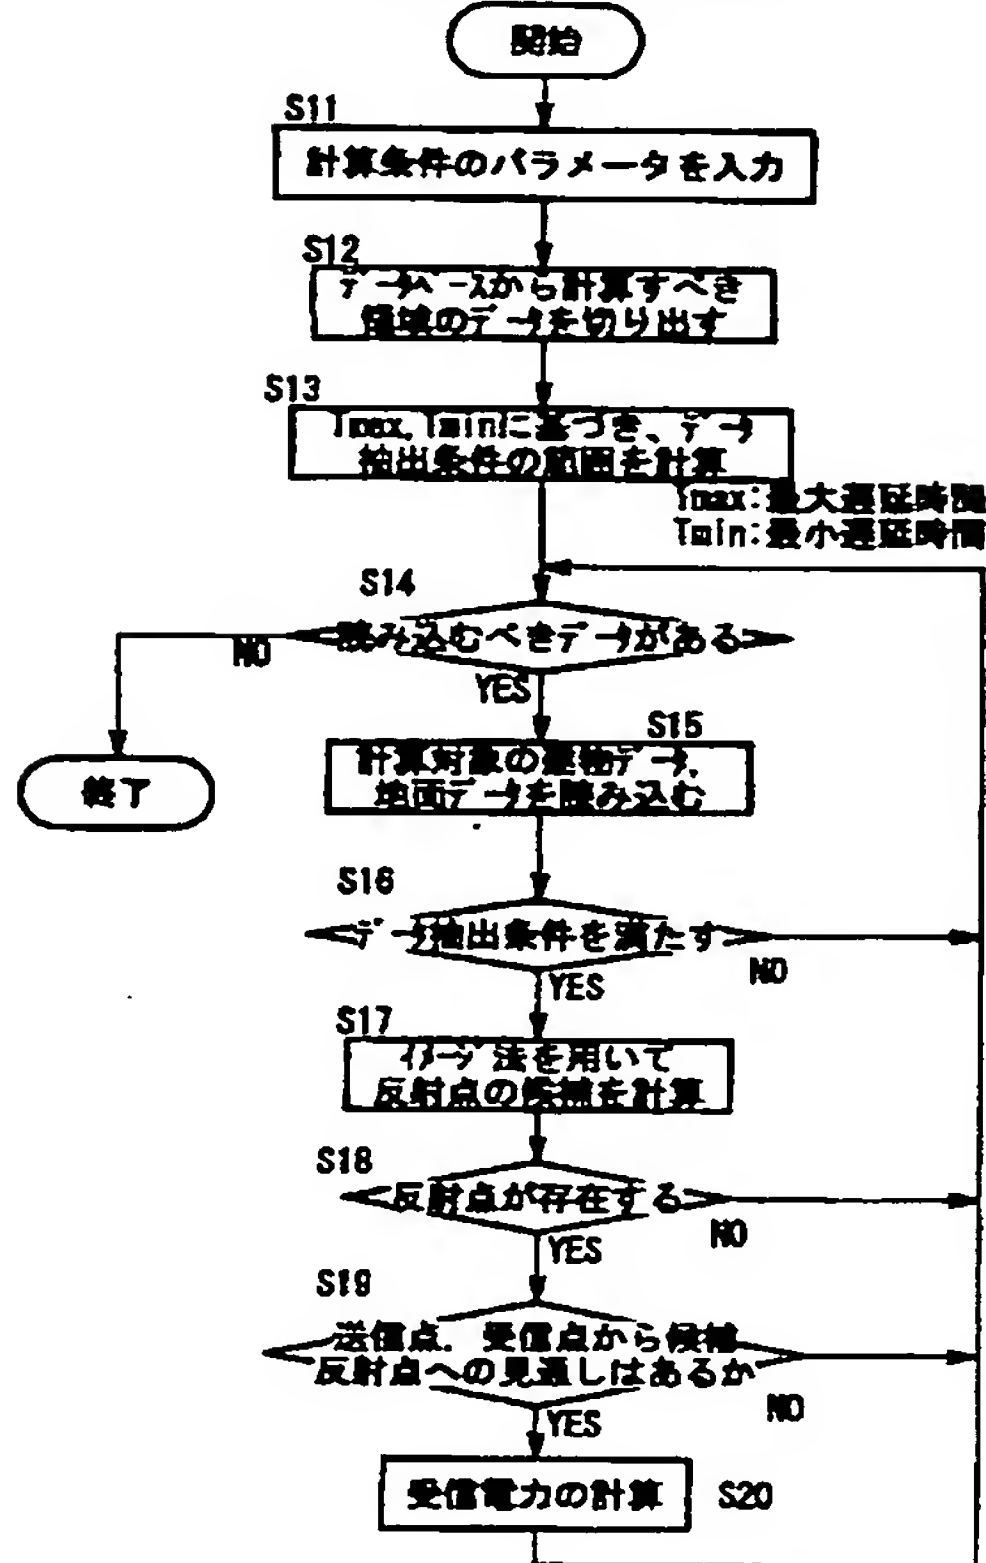 開始
S11
計算条件のパラメータを入力
S12
データベースから計算すべき
領域のデータを切り出す
S13
Tmax,Tminに基づき、データ
抽出条件の範囲を計算
Tmax:最大遅延時間
Tmin:最小遅延時間
S14
読み込むべきデータがある
NO
YES
S15
計算対象の建物データ、
地面データを読み込む
終了
S16
データ抽出条件を満たす
NO
YES
S17
イメージ法を用いて
反射点の候補を計算
S18
反射点が存在する
NO
YES
S19
送信点、受信点から候補
反射点への見通しはあるか
NO
YES
受信電力の計算
S20